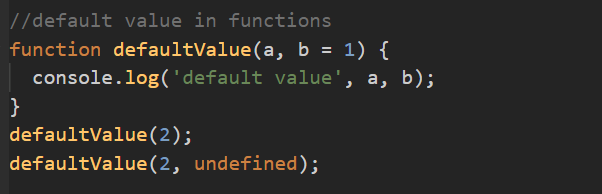 //default value in functions
function defaultValue(a, b = 1) {
  console.log('default value', a, b);
}
defaultValue(2);
defaultValue(2, undefined);